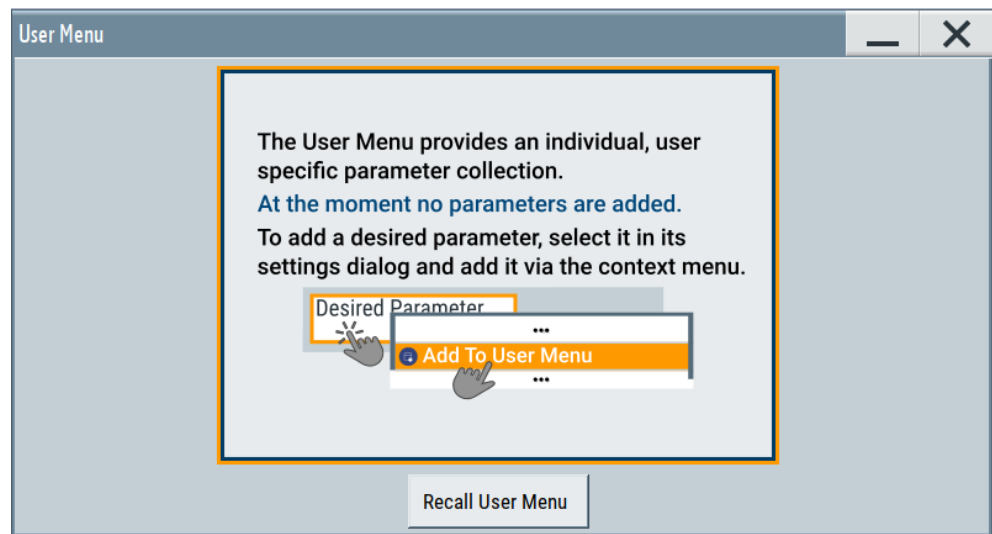 User Menu
The User Menu provides an individual, user
specific parameter collection.
At the moment no parameters are added.
To add a desired parameter, select it in its
settings dialog and add it via the context menu.
Desired Parameter
...
Add To User Menu
...
Recall User Menu